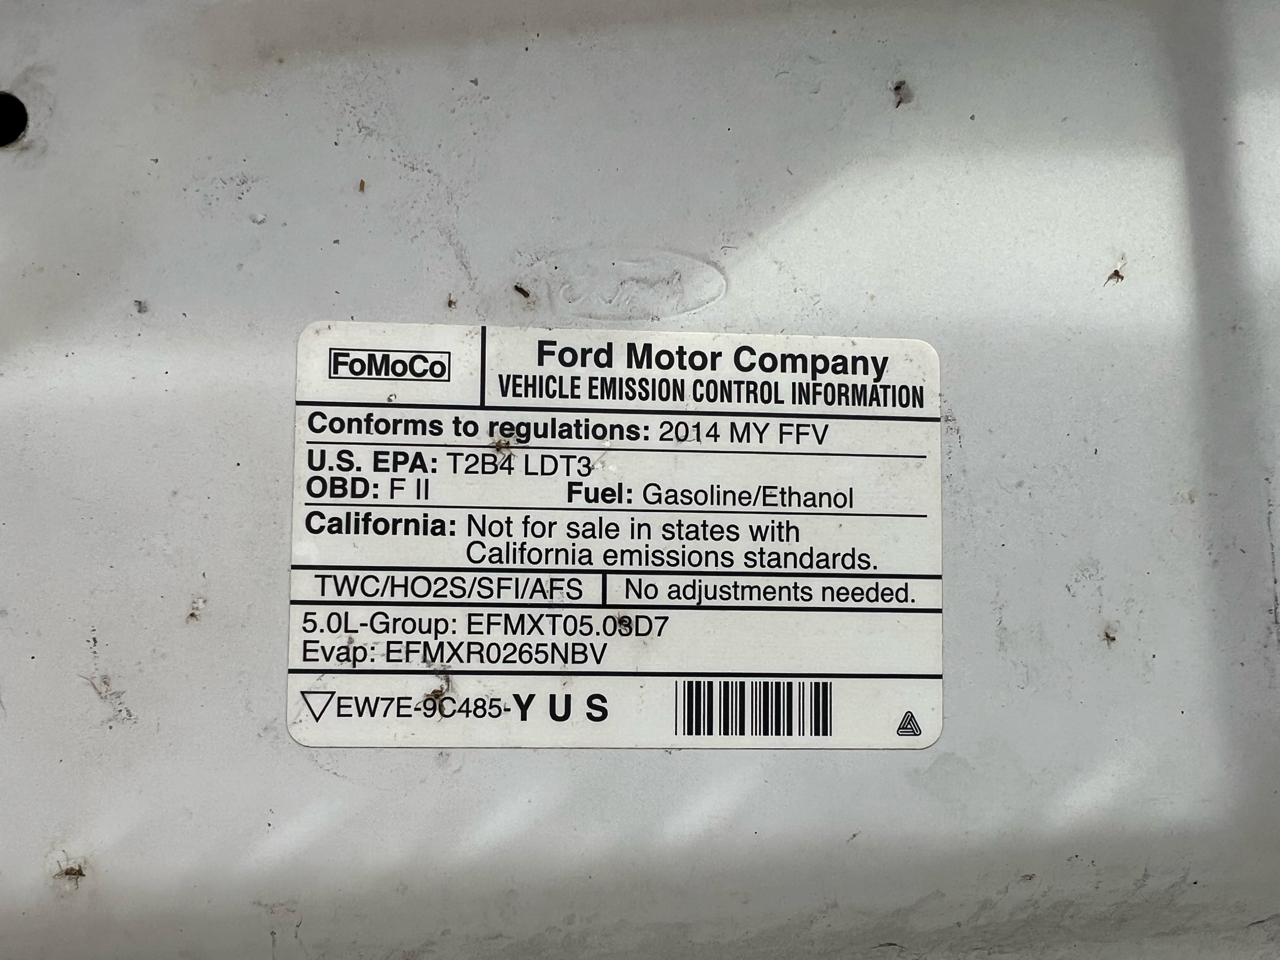 FoMoCo
Ford Motor Company
VEHICLE EMISSION CONTROL INFORMATION
Conforms to regulations: 2014 MY FFV
U.S. EPA: T2B4 LDT3
OBD: F II Fuel: Gasoline/Ethanol
California: Not for sale in states with
California emissions standards.
TWC/HO2S/SFI/AFS No adjustments needed.
5.0L-Group: EFMXT05.03D7
Evap: EFMXR0265NBV
EW7E-9C485-Y U S